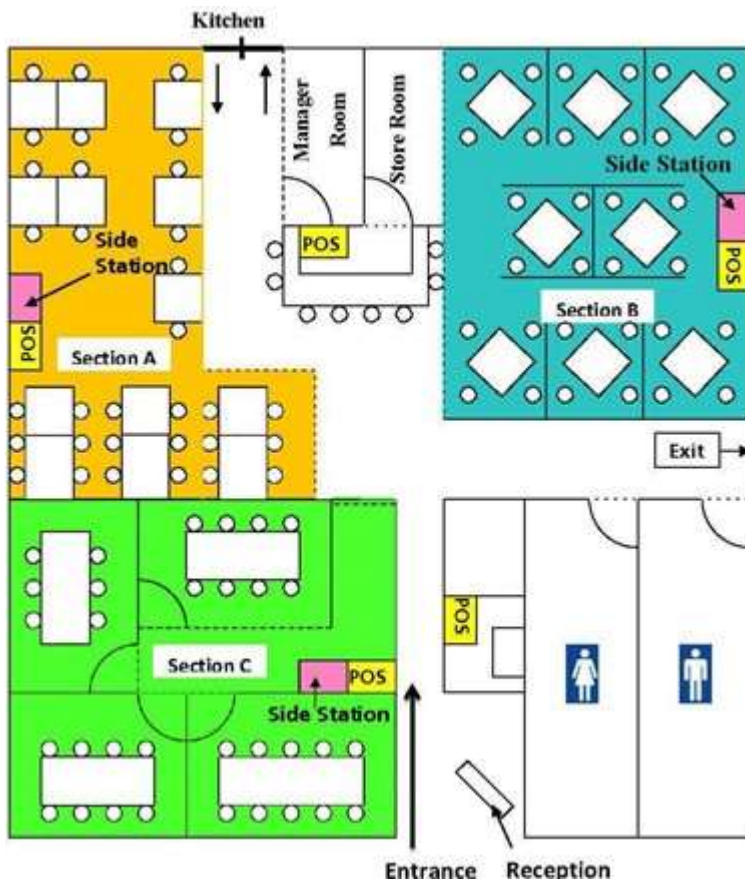 Kitchen
Manager
Room
Store Room
Side Station
POS
Side
Station
POS
POS
Section B
Section A
Exit
POS
Section C
POS
Side Station
Entrance
Reception